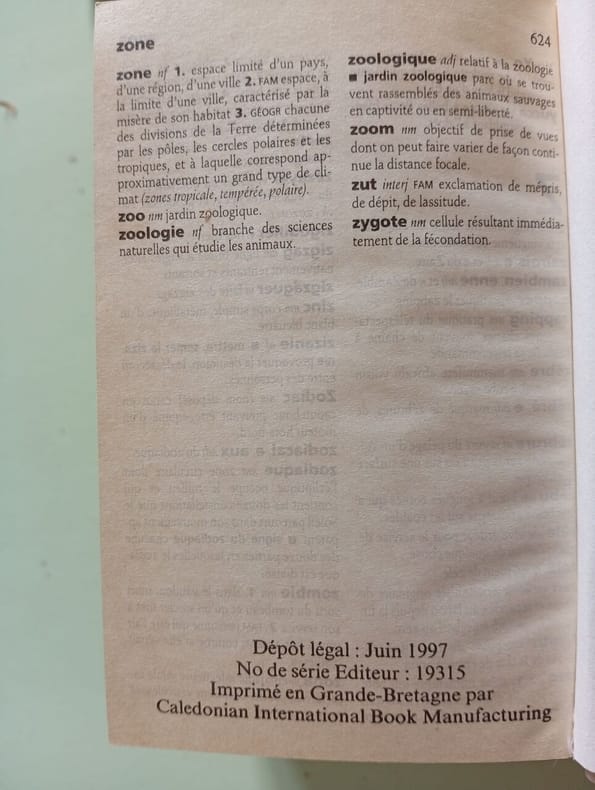 zone
624
zone nf 1. espace limité d'un pays,
d'une région, d'une ville 2. FAM espace, à
la limite d'une ville, caractérisé par la
misère de son habitat 3. GÉOGR chacune
des divisions de la Terre déterminées
par les pôles, les cercles polaires et les
tropiques, et à laquelle correspond ap-
proximativement un grand type de cli-
mat (zones tropicale, tempérée, polaire).
zoo nm jardin zoologique.
zoologie nf branche des sciences
naturelles qui étudie les animaux.
zoologique adj relatif à la zoologie
■ jardin zoologique parc où se trou-
vent rassemblés des animaux sauvages
en captivité ou en semi-liberté.
zoom nm objectif de prise de vues
dont on peut faire varier de façon conti-
nue la distance focale.
zut interj FAM exclamation de mépris,
de dépit, de lassitude.
zygote nm cellule résultant immédia-
tement de la fécondation.
Dépôt légal : Juin 1997
No de série Editeur : 19315
Imprimé en Grande-Bretagne par
Caledonian International Book Manufacturing